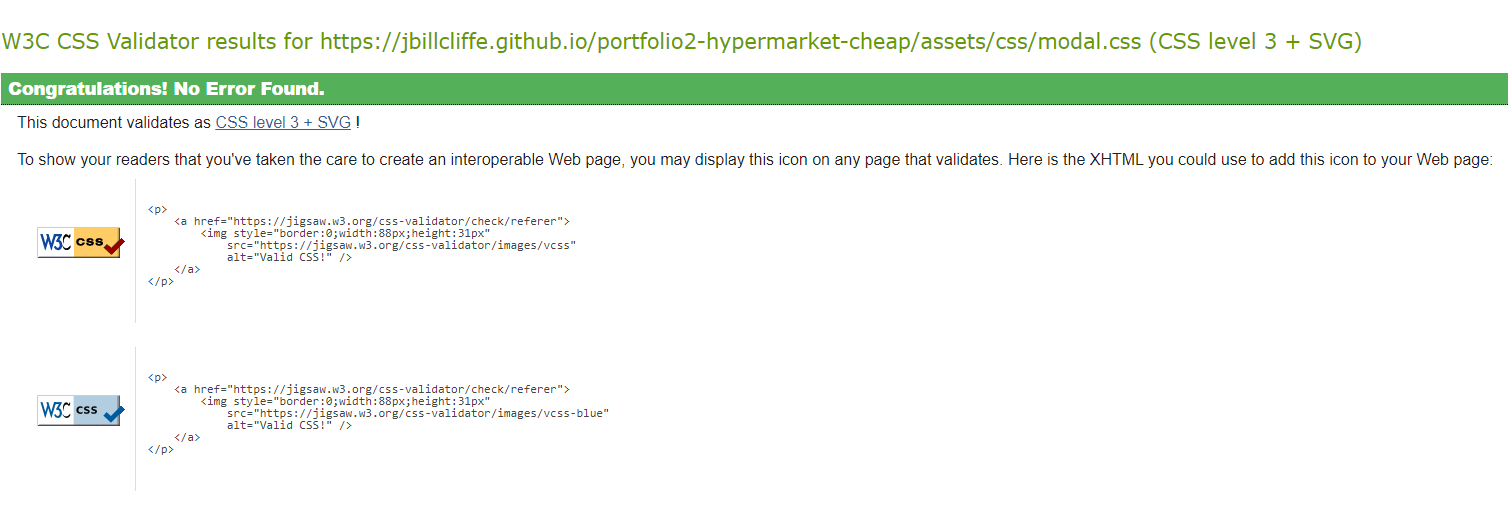 W3C CSS Validator results for https://jbillcliffe.github.io/portfolio2-hypermarket-cheap/assets/css/modal.css (CSS level 3 + SVG)
Congratulations! No Error Found.
This document validates as CSS level 3 + SVG !
To show your readers that you've taken the care to create an interoperable Web page, you may display this icon on any page that validates. Here is the XHTML you could use to add this icon to your Web page:
W3C css
<p>
<a href="https://jigsaw.w3.org/css-validator/check/referer">
<img style="border:0;width:88px;height:31px"
src="https://jigsaw.w3.org/css-validator/images/vcss"
alt="Valid CSS!" />
</a>
</p>
W3C css
<p>
<a href="https://jigsaw.w3.org/css-validator/check/referer">
<img style="border:0;width:88px;height:31px"
src="https://jigsaw.w3.org/css-validator/images/vcss-blue"
alt="Valid CSS!" />
</a>
</p>